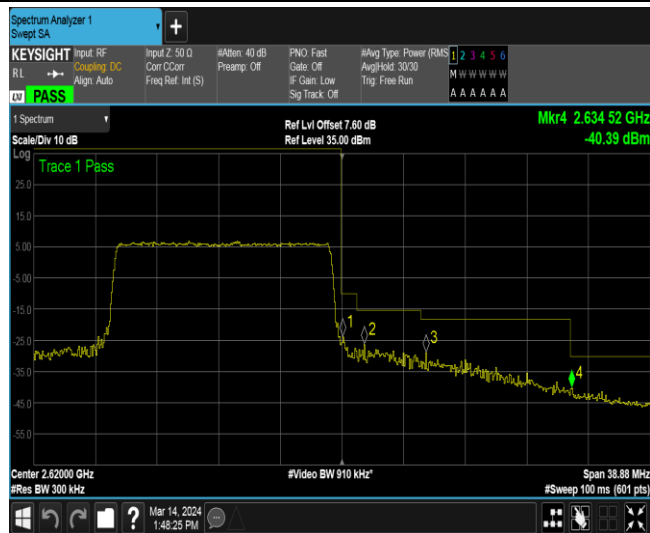 Spectrum Analyzer 1
Swept SA
+
KEYSIGHT
RL
LXI PASS
Input: RF
Coupling: DC
Align: Auto
Input Z: 50 Ω
Corr CCorr
Freq Ref: Int (S)
#Atten: 40 dB
Preamp: Off
PNO: Fast
Gate: Off
IF Gain: Low
Sig Track: Off
#Avg Type: Power (RMS
Avg|Hold: 30/30
Trig: Free Run
1 2 3 4 5 6
M W W W W W
A A A A A A
1 Spectrum
Scale/Div 10 dB
Ref Lvl Offset 7.60 dB
Ref Level 35.00 dBm
Mkr4 2.634 52 GHz
-40.39 dBm
Log
Trace 1 Pass
25.0
15.0
5.00
-5.00
-15.0
-25.0
-35.0
-45.0
-55.0
1
2
3
4
Center 2.62000 GHz
#Video BW 910 kHz*
Span 38.88 MHz
#Res BW 300 kHz
#Sweep 100 ms (601 pts)
?
Mar 14, 2024
1:48:25 PM